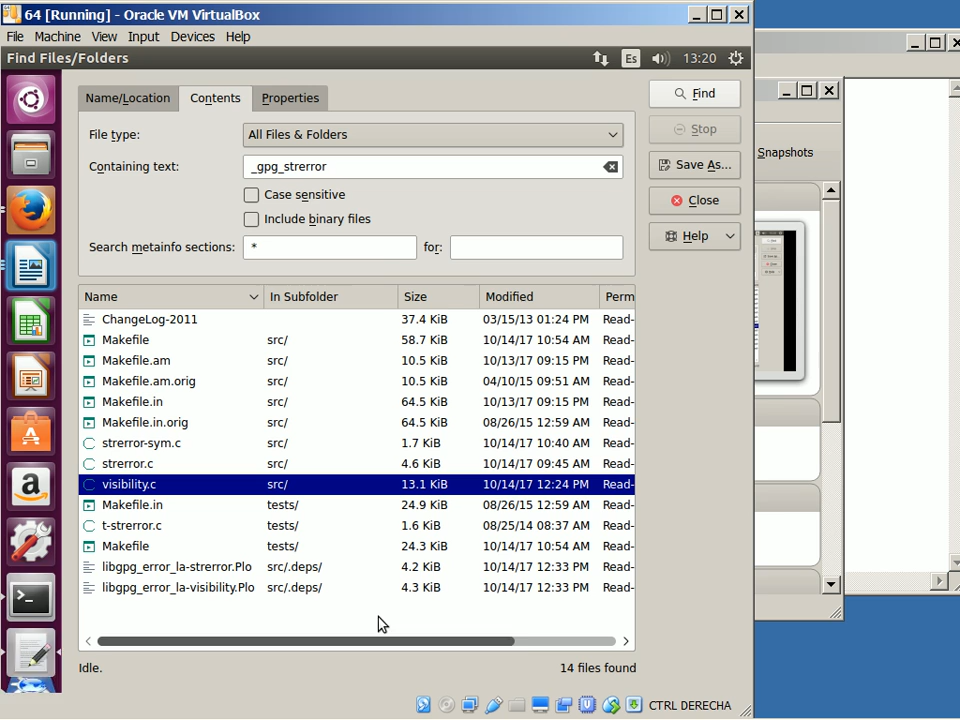 64 [Running] - Oracle VM VirtualBox
File Machine View Input Devices Help
Find Files/Folders Es 13:20
Name/Location Contents Properties Find
File type: All Files & Folders Stop
Containing text: _gpg_strerror Save As...
Snapshots
Case sensitive
Close
Include binary files
Help
Search metainfo sections: * for:
Name In Subfolder Size Modified Perm
ChangeLog-2011 37.4 KiB 03/15/13 01:24 PM Read-
Makefile src/ 58.7 KiB 10/14/17 10:54 AM Read-
Makefile.am src/ 10.5 KiB 10/13/17 09:15 PM Read-
Makefile.am.orig src/ 10.5 KiB 04/10/15 09:51 AM Read-
Makefile.in src/ 64.5 KiB 10/13/17 09:15 PM Read-
Makefile.in.orig src/ 64.5 KiB 08/26/15 12:59 AM Read-
strerror-sym.c src/ 1.7 KiB 10/14/17 10:40 AM Read-
strerror.c src/ 4.6 KiB 10/14/17 09:45 AM Read-
visibility.c src/ 13.1 KiB 10/14/17 12:24 PM Read-
Makefile.in tests/ 24.9 KiB 08/26/15 12:59 AM Read-
t-strerror.c tests/ 1.6 KiB 08/25/14 08:37 AM Read-
Makefile tests/ 24.3 KiB 10/14/17 10:54 AM Read-
libgpg_error_la-strerror.Plo src/.deps/ 4.2 KiB 10/14/17 12:33 PM Read-
libgpg_error_la-visibility.Plo src/.deps/ 4.3 KiB 10/14/17 12:33 PM Read-
Idle. 14 files found
CTRL DERECHA